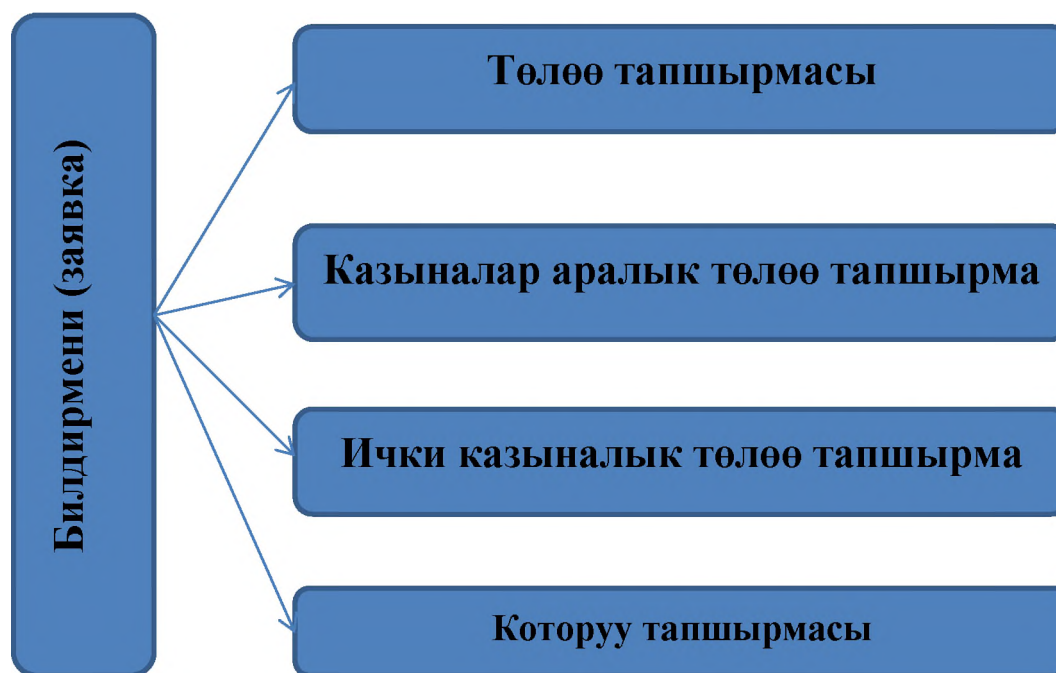 Билдирмени (заявка)
Төлөө тапшырмасы
Казыналар аралык төлөө тапшырма
Ички казыналык төлөө тапшырма
Которуу тапшырмасы